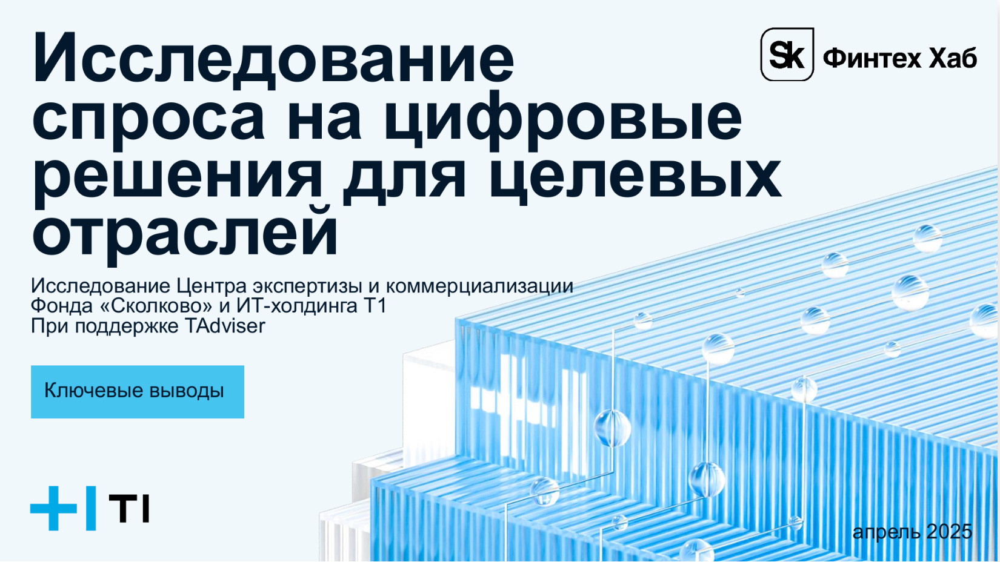 Исследование
спроса на цифровые
решения для целевых
отраслей
Sk Финтех Хаб
Исследование Центра экспертизы и коммерциализации
Фонда «Сколково» и ИТ-холдинга Т1
При поддержке TAdviser
Ключевые выводы
T1
апрель 2025